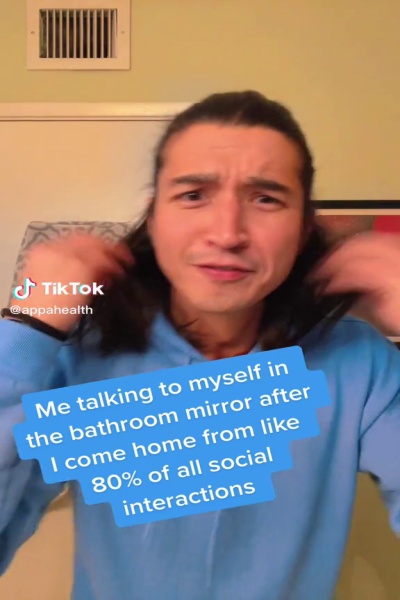 TikTok
@appahealth
Me talking to myself in
the bathroom mirror after
I come home from like
80% of all social
interactions